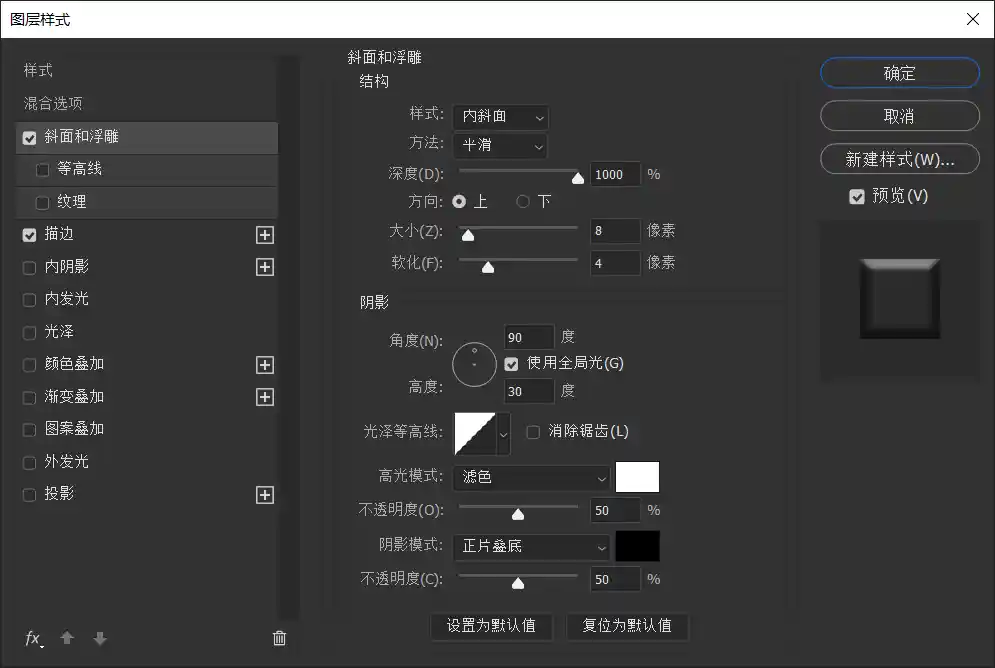 图层样式
样式
混合选项
斜面和浮雕
等高线
纹理
描边
内阴影
内发光
光泽
颜色叠加
渐变叠加
图案叠加
外发光
投影
fx
斜面和浮雕
结构
样式: 内斜面
方法: 平滑
深度(D): 1000 %
方向: 上 下
大小(Z): 8 像素
软化(F): 4 像素
阴影
角度(N): 90 度
使用全局光(G)
高度: 30 度
光泽等高线: 消除锯齿(L)
高光模式: 滤色
不透明度(O): 50 %
阴影模式: 正片叠底
不透明度(C): 50 %
设置为默认值 复位为默认值
确定
取消
新建样式(W)...
预览(V)